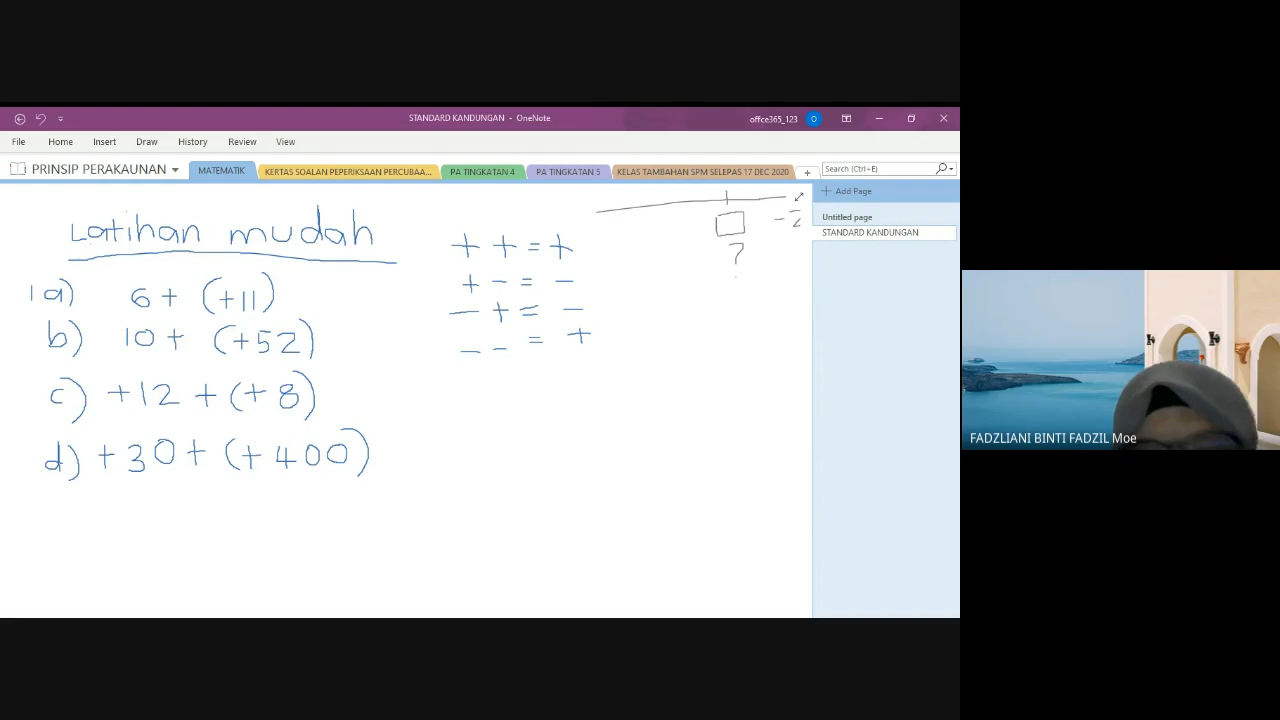 STANDARD KANDUNGAN - OneNote
offce365_123
O
File Home Insert Draw History Review View
PRINSIP PERAKAUNAN
MATEMATIK
KERTAS SOALAN PEPERIKSAAN PERCUBAA...
PA TINGKATAN 4
PA TINGKATAN 5
KELAS TAMBAHAN SPM SELEPAS 17 DEC 2020
+
Search (Ctrl+E)
+ Add Page
Untitled page
STANDARD KANDUNGAN
Latihan mudah
1 a) 6 + (+11)
b) 10 + (+52)
c) +12 + (+8)
d) +30 + (+400)
+ + = +
+ - = -
- + = -
- - = +
-2
?
FADZLIANI BINTI FADZIL Moe